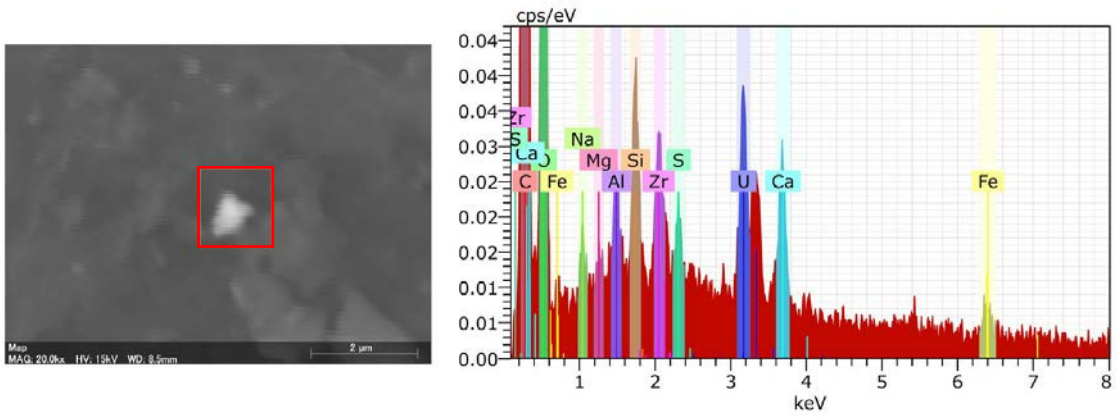 Map
MAG: 20.0kx HV: 15kV WD: 8.5mm
2 µm
cps/eV
0.04
0.04
0.04
0.03
0.02
0.02
0.02
0.01
0.01
0.00
Zr
S
Ca
O
C
Fe
Na
Mg
Al
Si
Zr
S
U
Ca
Fe
1 2 3 4 5 6 7 8
keV